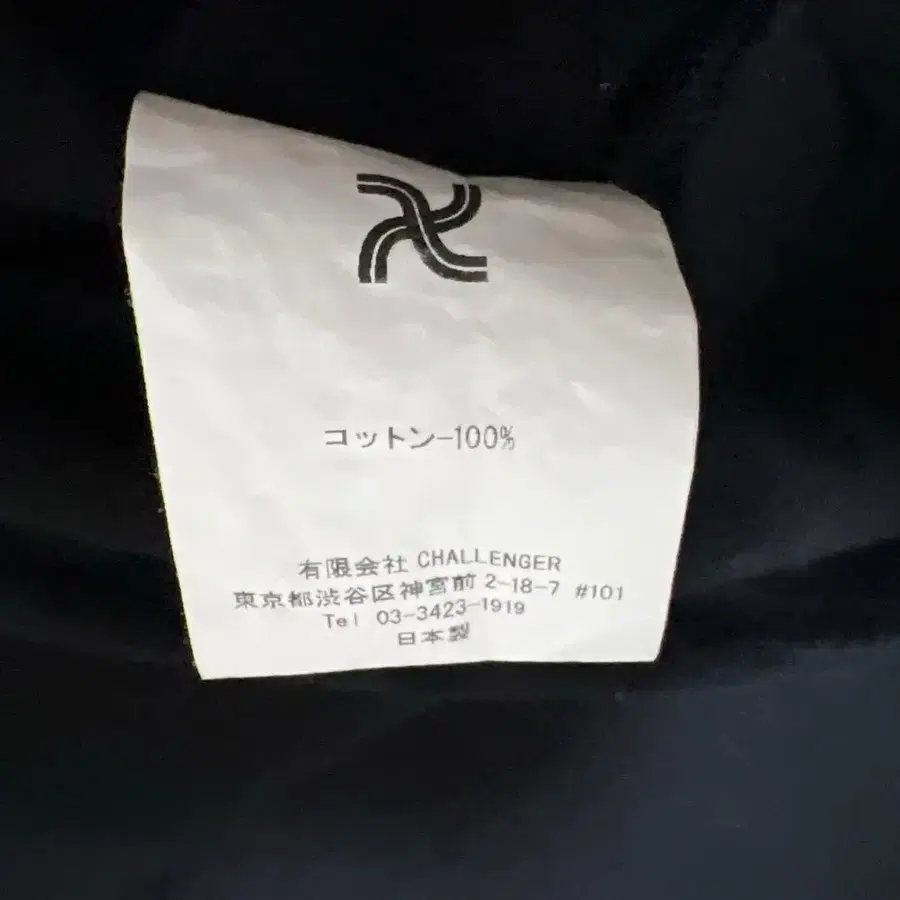 コットン-100%
有限会社 CHALLENGER
東京都渋谷区神宮前 2-18-7 #101
Tel 03-3423-1919
日本製